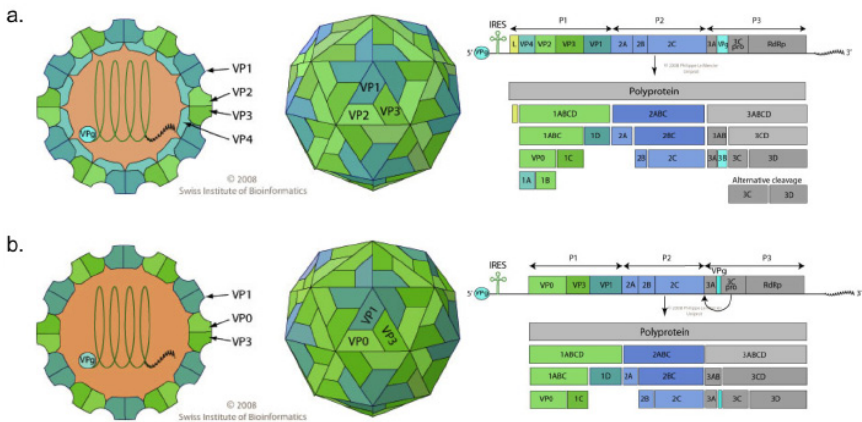 a.
VP1
VP2
VP3
VP4
VPg
© 2008
Swiss Institute of Bioinformatics
VP1
VP2
VP3
IRES
P1
P2
P3
5' VPg L VP4 VP2 VP3 VP1 2A 2B 2C 3A VPg 3C pro RdRp 3'
Polyprotein
1ABCD 2ABC 3ABCD
1ABC 1D 2A 2BC 3AB 3CD
VP0 1C 2B 2C 3A 3B 3C 3D
1A 1B
Alternative cleavage
3C 3D
b.
VP1
VP0
VP3
VPg
© 2008
Swiss Institute of Bioinformatics
VP1
VP0
VP3
IRES
P1
P2
P3
VPg
5' VPg VP0 VP3 VP1 2A 2B 2C 3A 3C pro RdRp 3'
Polyprotein
1ABCD 2ABC 3ABCD
1ABC 1D 2A 2BC 3AB 3CD
VP0 1C 2B 2C 3A 3C 3D